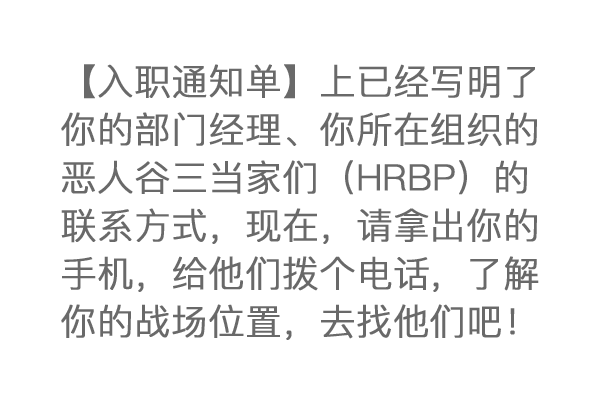 【入职通知单】上已经写明了
你的部门经理、你所在组织的
恶人谷三当家们（HRBP）的
联系方式，现在，请拿出你的
手机，给他们拨个电话，了解
你的战场位置，去找他们吧！